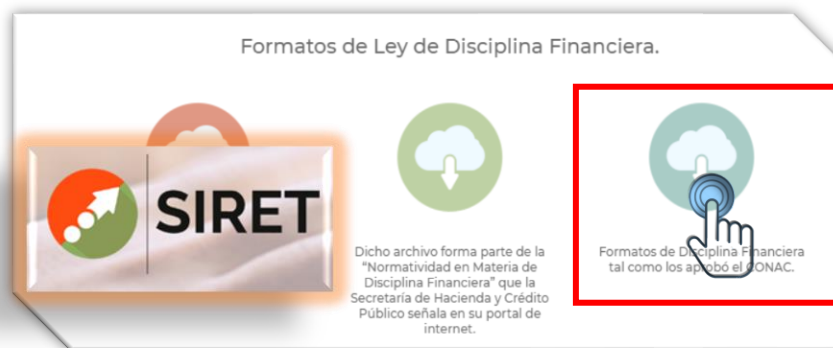 Formatos de Ley de Disciplina Financiera.
SIRET
Dicho archivo forma parte de la
“Normatividad en Materia de
Disciplina Financiera” que la
Secretaría de Hacienda y Crédito
Público señala en su portal de
internet.
Formatos de Disciplina Financiera
tal como los aprobó el CONAC.